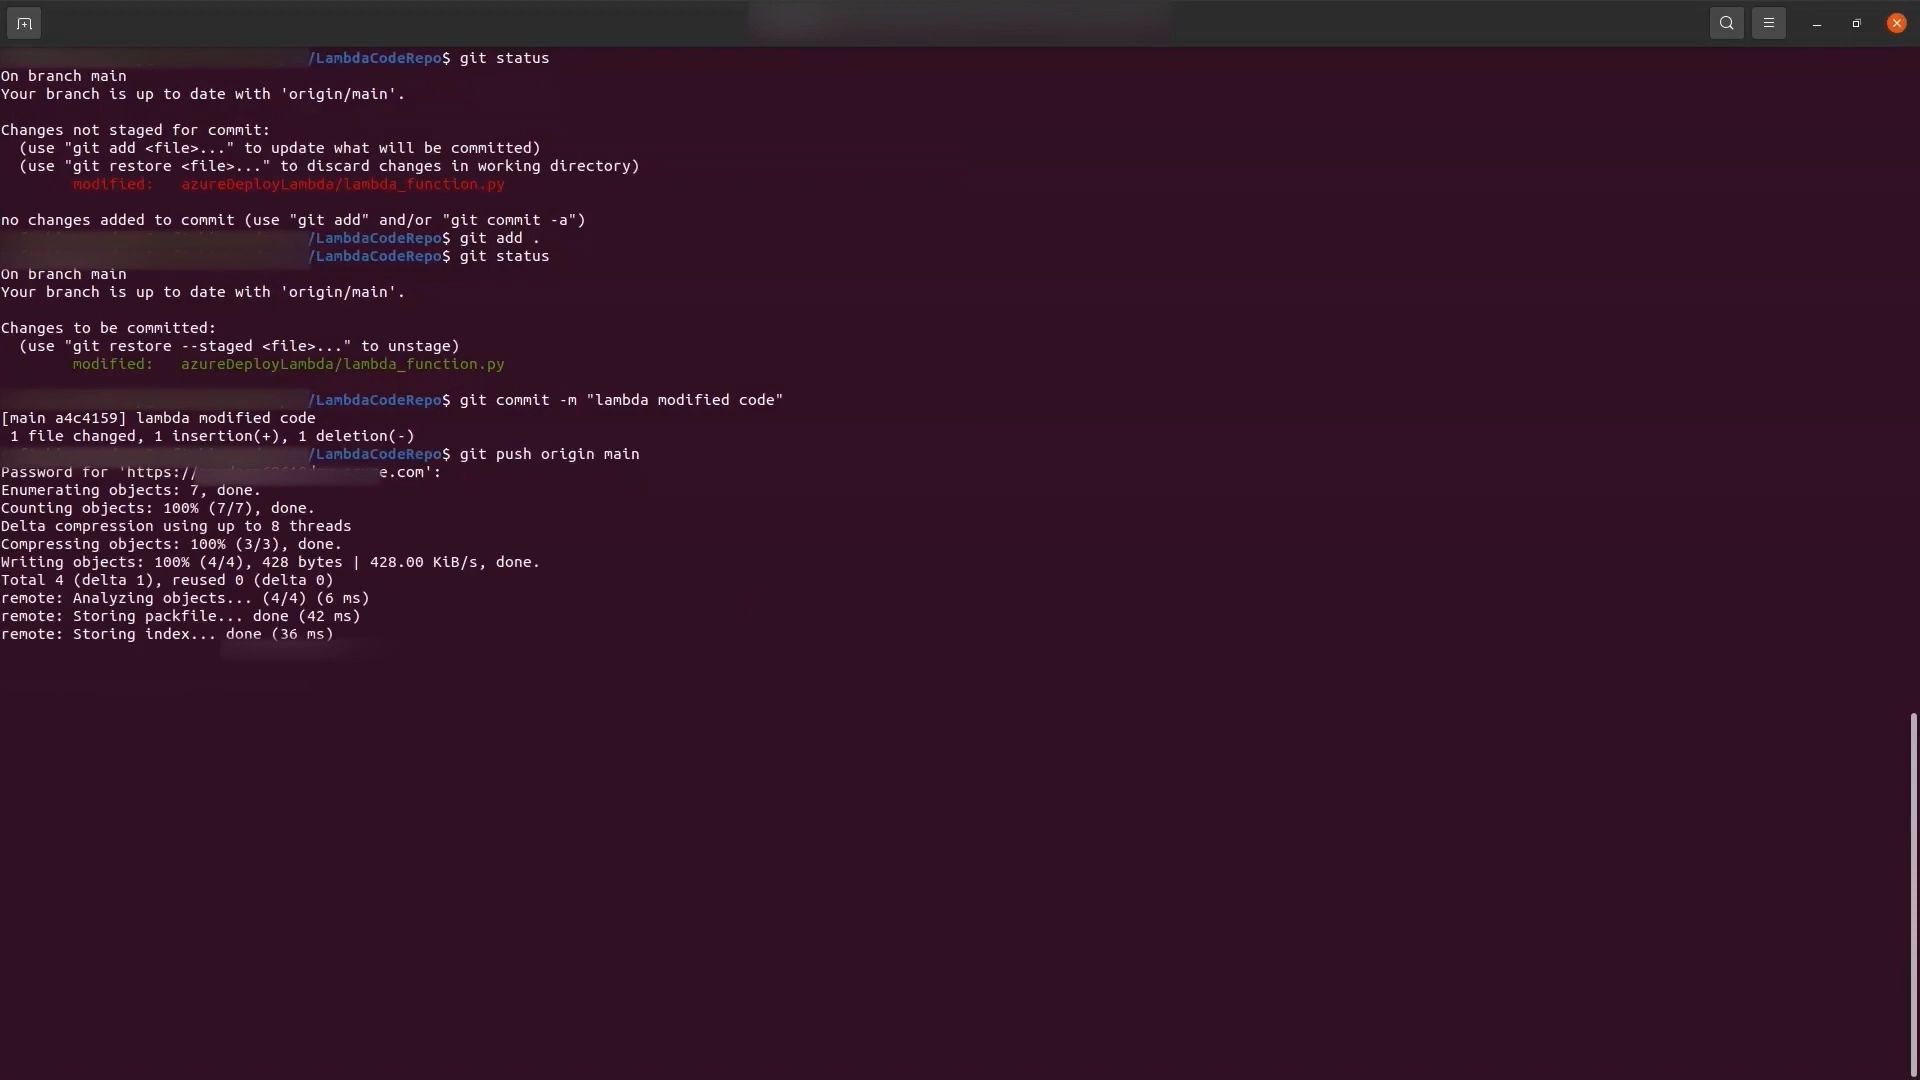 /LambdaCodeRepo$ git status
On branch main
Your branch is up to date with 'origin/main'.
Changes not staged for commit:
(use "git add <file>..." to update what will be committed)
(use "git restore <file>..." to discard changes in working directory)
modified: azureDeployLambda/lambda_function.py
no changes added to commit (use "git add" and/or "git commit -a")
/LambdaCodeRepo$ git add .
/LambdaCodeRepo$ git status
On branch main
Your branch is up to date with 'origin/main'.
Changes to be committed:
(use "git restore --staged <file>..." to unstage)
modified: azureDeployLambda/lambda_function.py
/LambdaCodeRepo$ git commit -m "lambda modified code"
[main a4c4159] lambda modified code
1 file changed, 1 insertion(+), 1 deletion(-)
/LambdaCodeRepo$ git push origin main
Password for 'https:// e.com':
Enumerating objects: 7, done.
Counting objects: 100% (7/7), done.
Delta compression using up to 8 threads
Compressing objects: 100% (3/3), done.
Writing objects: 100% (4/4), 428 bytes | 428.00 KiB/s, done.
Total 4 (delta 1), reused 0 (delta 0)
remote: Analyzing objects... (4/4) (6 ms)
remote: Storing packfile... done (42 ms)
remote: Storing index... done (36 ms)